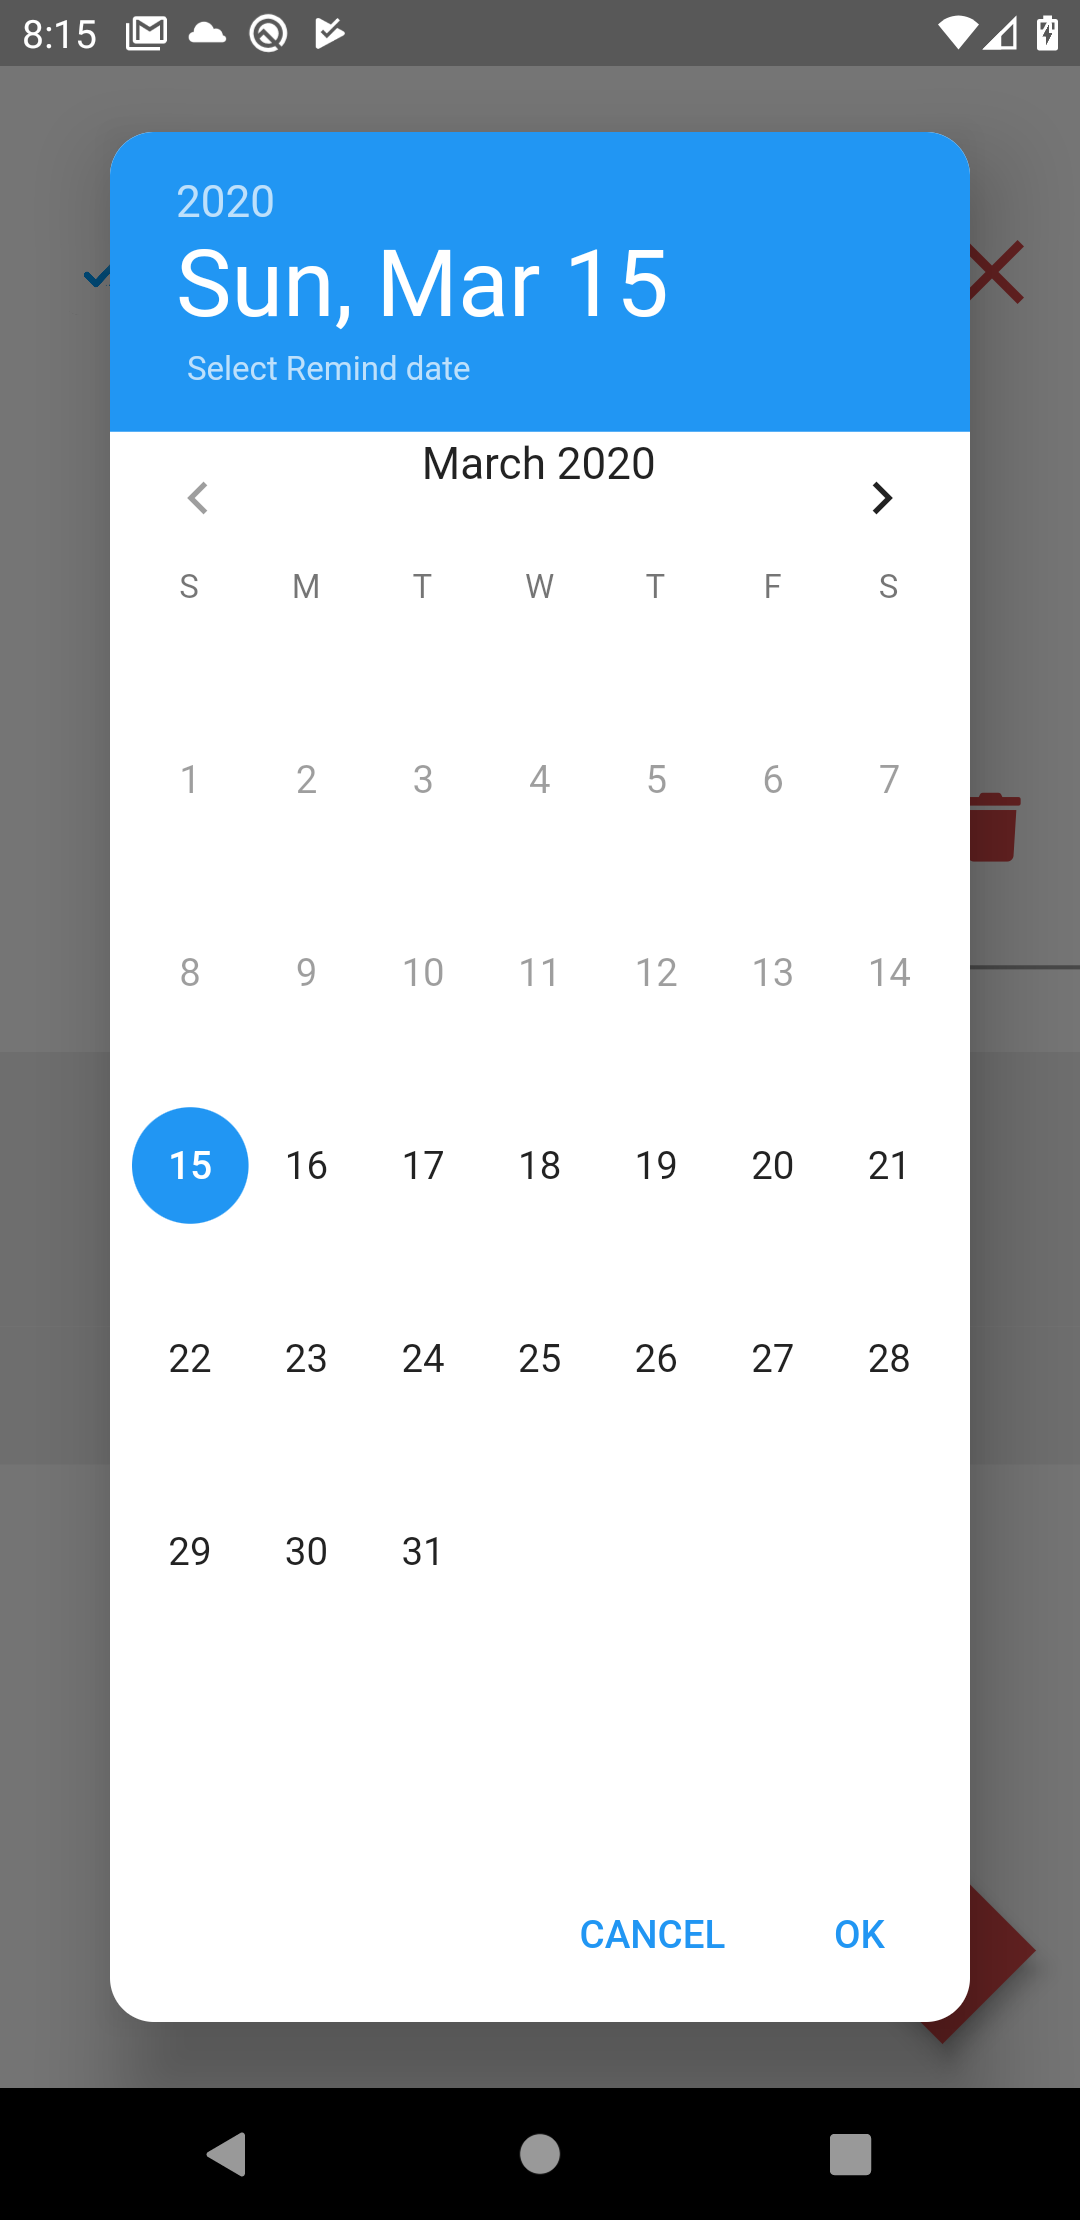 8:15
2020
Sun, Mar 15
Select Remind date
March 2020
S M T W T F S
1 2 3 4 5 6 7
8 9 10 11 12 13 14
15 16 17 18 19 20 21
22 23 24 25 26 27 28
29 30 31
CANCEL OK